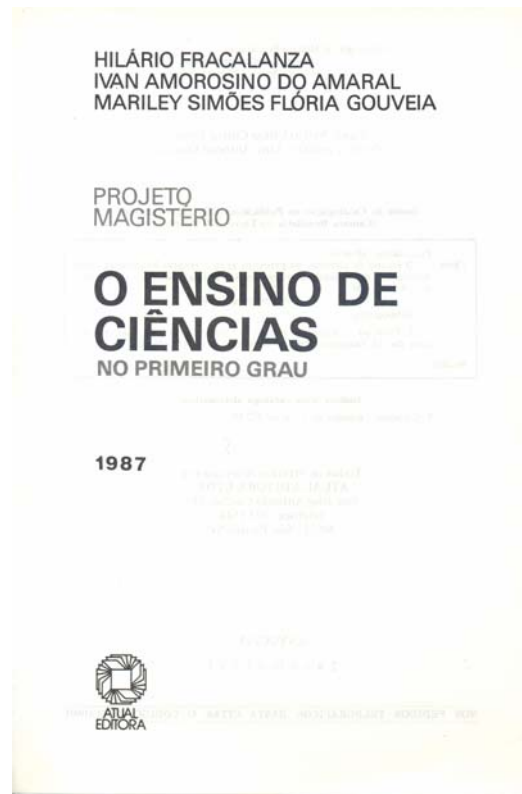 HILÁRIO FRACALANZA
IVAN AMOROSINO DO AMARAL
MARILEY SIMÕES FLÓRIA GOUVEIA
PROJETO
MAGISTÉRIO
O ENSINO DE
CIÊNCIAS
NO PRIMEIRO GRAU
1987
ATUAL
EDITORA